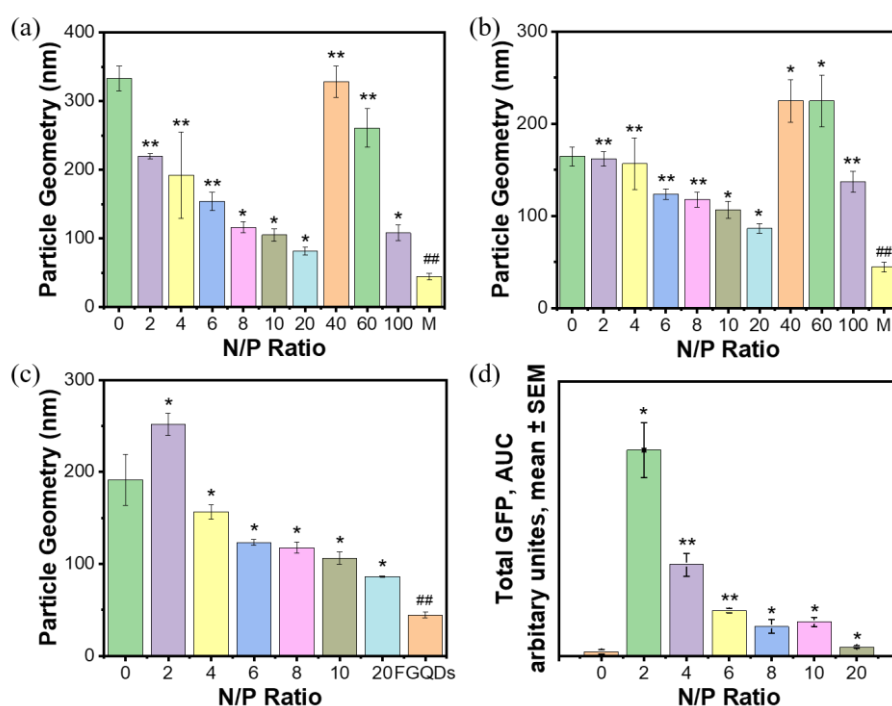 (a)
Particle Geometry (nm)
400
300
200
100
0
**
**
**
*
*
*
**
**
*
##
0 2 4 6 8 10 20 40 60 100 M
N/P Ratio
(b)
Particle Geometry (nm)
300
200
100
0
**
**
**
**
*
*
*
*
**
##
0 2 4 6 8 10 20 40 60 100 M
N/P Ratio
(c)
Particle Geometry (nm)
300
200
100
0
*
*
*
*
*
*
##
0 2 4 6 8 10 20FGQDs
N/P Ratio
(d)
Total GFP, AUC
arbitary unites, mean ± SEM
*
**
**
*
*
*
0 2 4 6 8 10 20
N/P Ratio